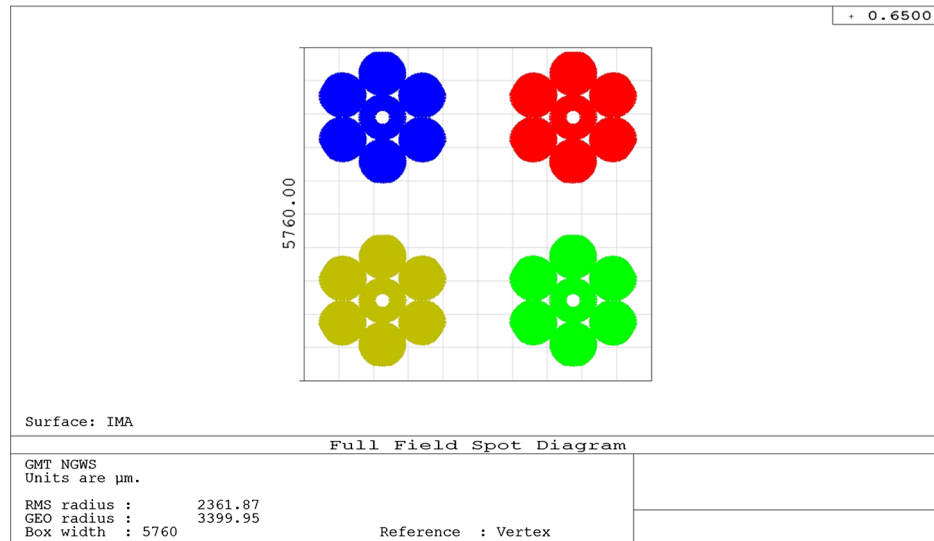 + 0.6500
5760.00
Surface: IMA
Full Field Spot Diagram
GMT NGWS
Units are µm.
RMS radius : 2361.87
GEO radius : 3399.95
Box width : 5760 Reference : Vertex